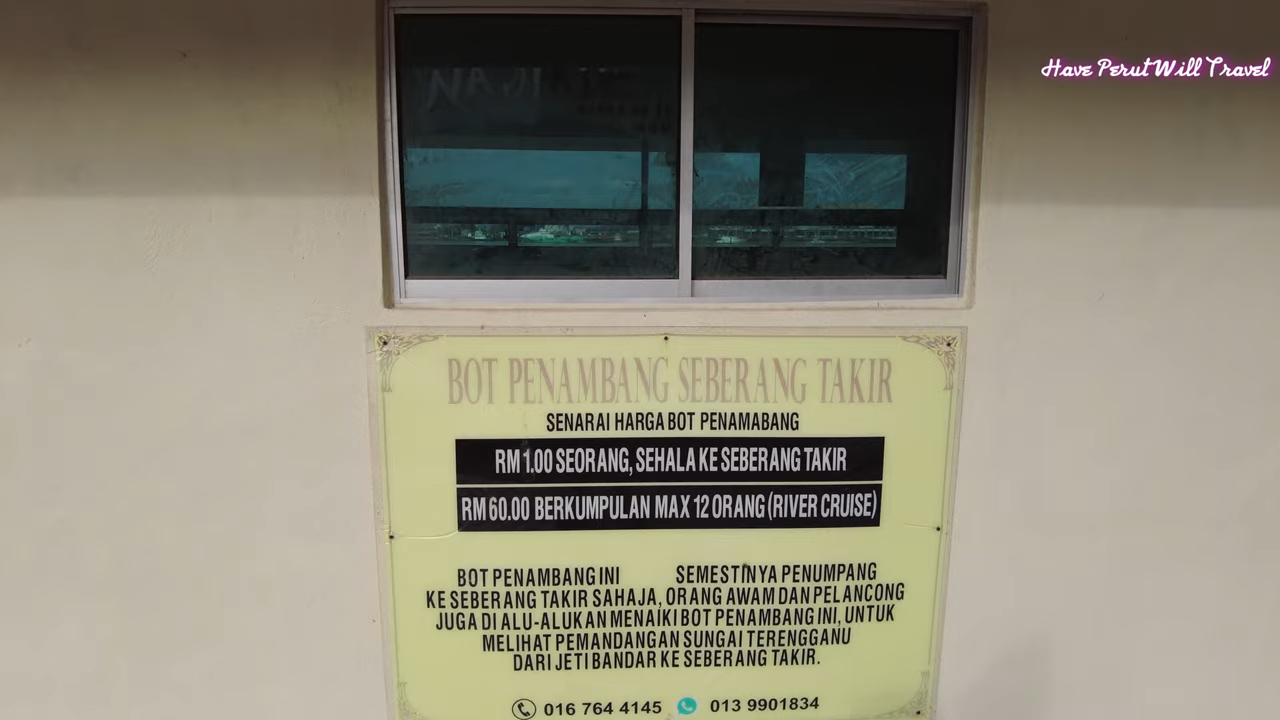 Have Perut Will Travel
BOT PENAMBANG SEBERANG TAKIR
SENARAI HARGA BOT PENAMABANG
RM 1.00 SEORANG, SEHALA KE SEBERANG TAKIR
RM 60.00 BERKUMPULAN MAX 12 ORANG (RIVER CRUISE)
BOT PENAMBANG INI SEMESTINYA PENUMPANG
KE SEBERANG TAKIR SAHAJA, ORANG AWAM DAN PELANCONG
JUGA DI ALU-ALUKAN MENAIKI BOT PENAMBANG INI, UNTUK
MELIHAT PEMANDANGAN SUNGAI TERENGGANU
DARI JETI BANDAR KE SEBERANG TAKIR.
016 764 4145 013 9901834